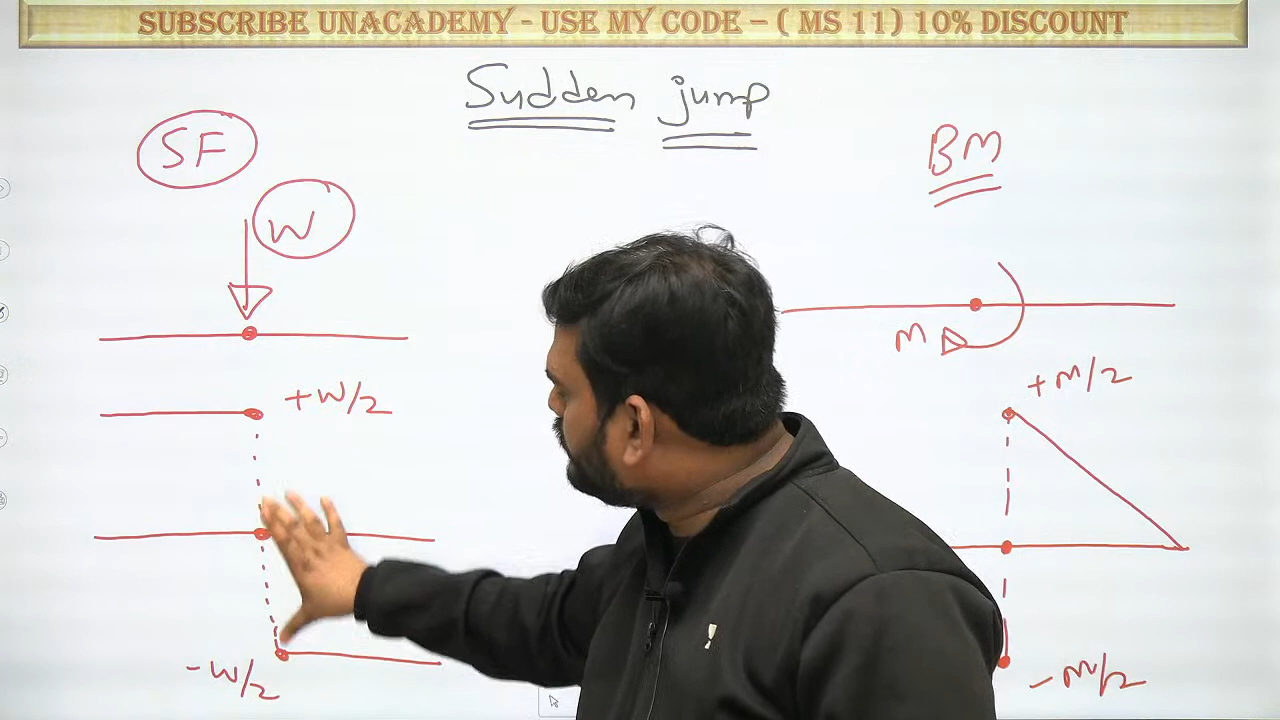 SUBSCRIBE UNACADEMY - USE MY CODE – ( MS 11) 10% DISCOUNT
Sudden jump
SF
BM
W
M
+W/2
+M/2
-W/2
-M/2